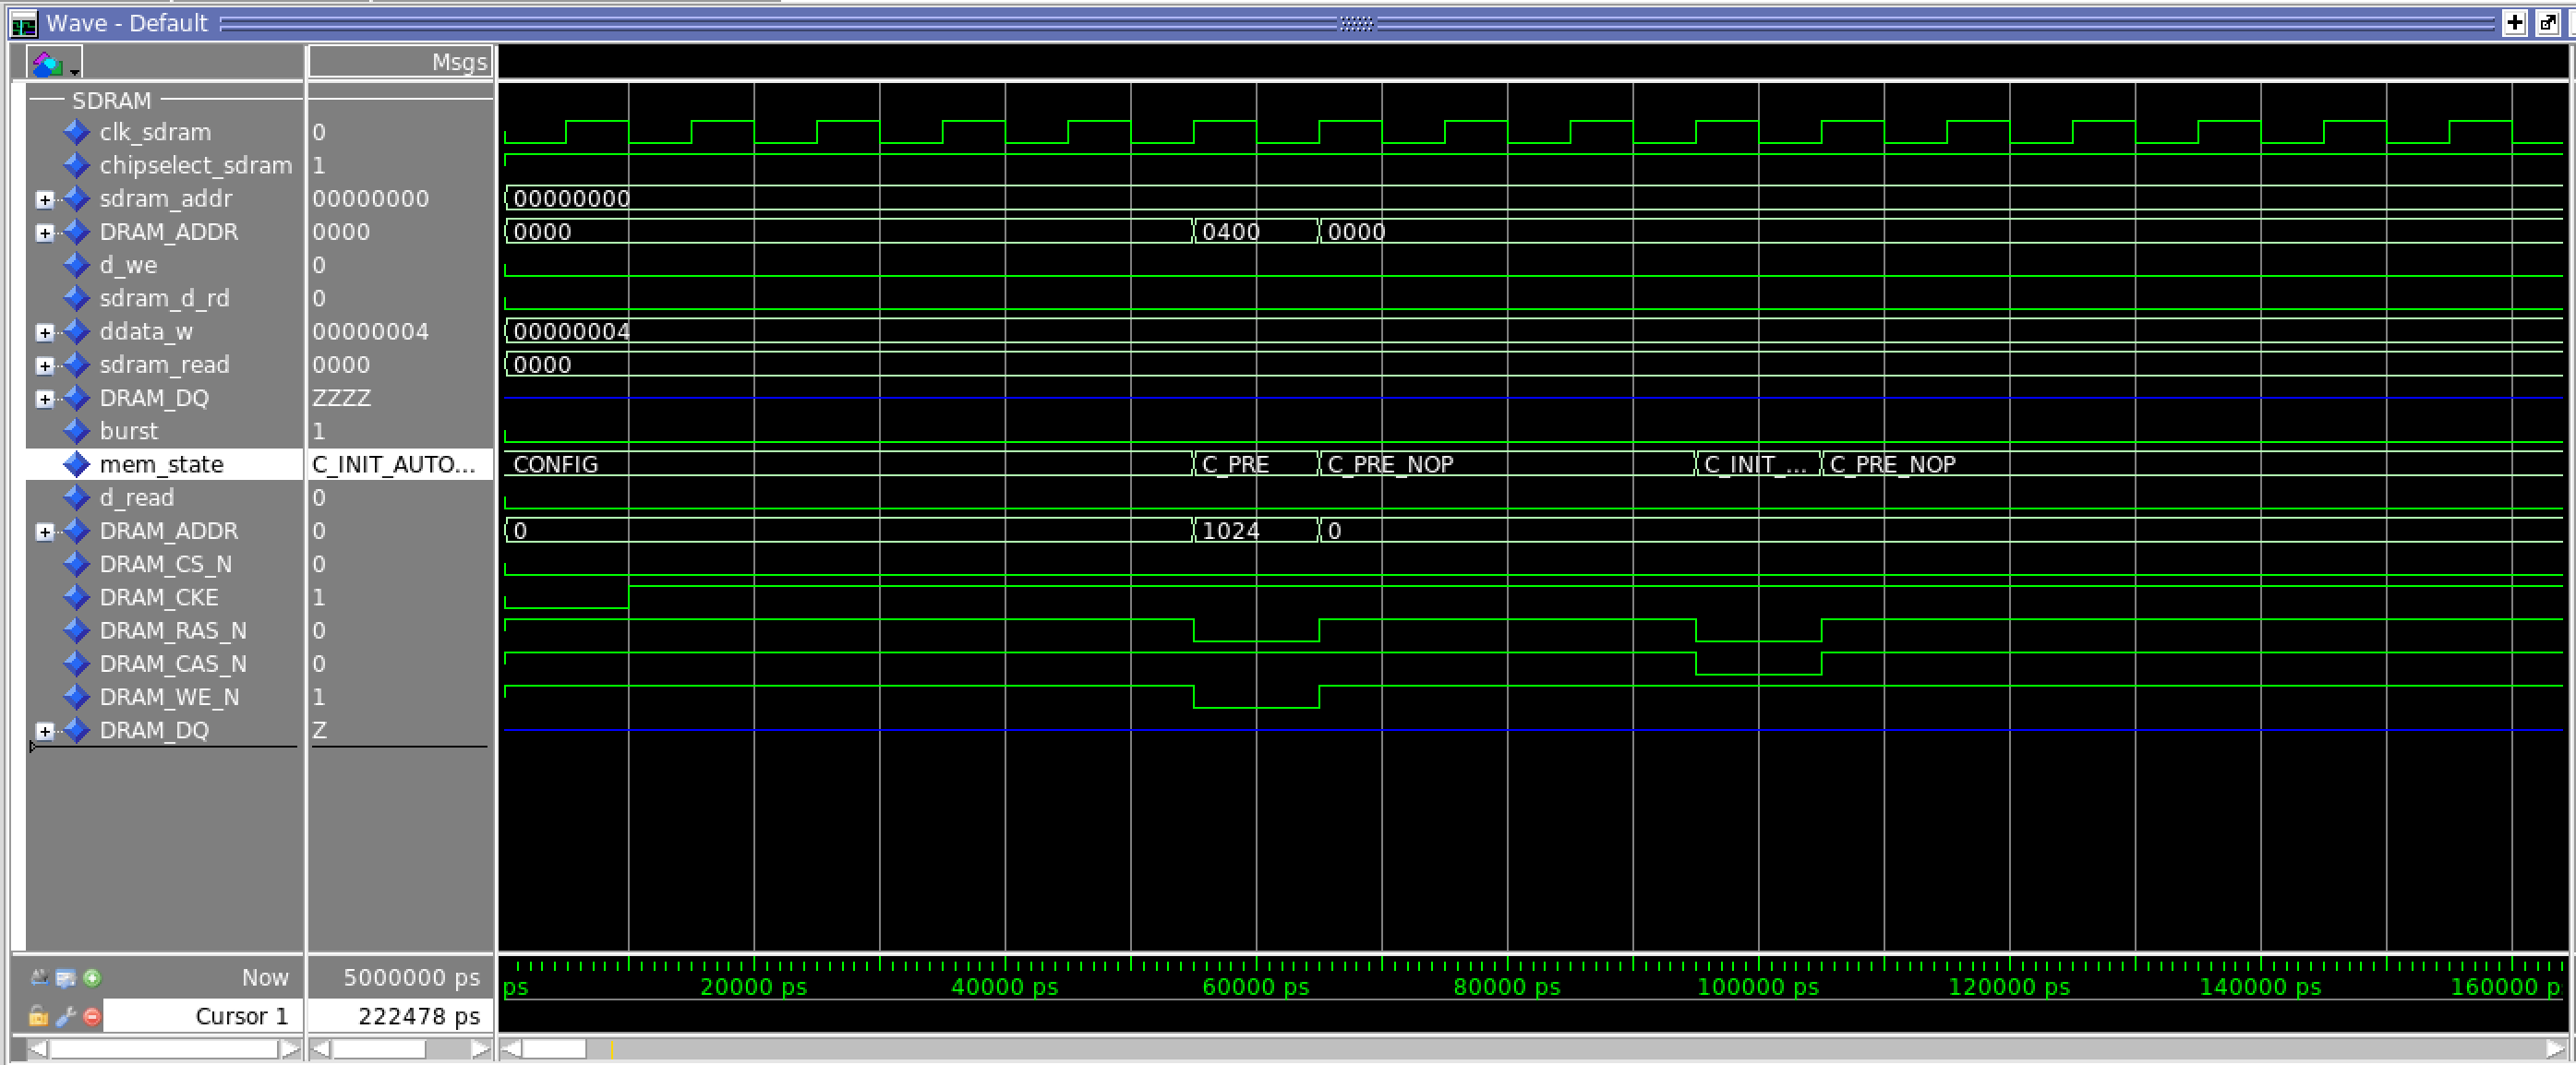 Wave - Default
Msgs
SDRAM
clk_sdram 0
chipselect_sdram 1
sdram_addr 00000000 00000000
DRAM_ADDR 0000 0000 0400 0000
d_we 0
sdram_d_rd 0
ddata_w 00000004 00000004
sdram_read 0000 0000
DRAM_DQ ZZZZ
burst 1
mem_state C_INIT_AUTO... CONFIG C_PRE C_PRE_NOP C_INIT_... C_PRE_NOP
d_read 0
DRAM_ADDR 0 0 1024 0
DRAM_CS_N 0
DRAM_CKE 1
DRAM_RAS_N 0
DRAM_CAS_N 0
DRAM_WE_N 1
DRAM_DQ Z
Now 5000000 ps ps 20000 ps 40000 ps 60000 ps 80000 ps 100000 ps 120000 ps 140000 ps 160000 p
Cursor 1 222478 ps